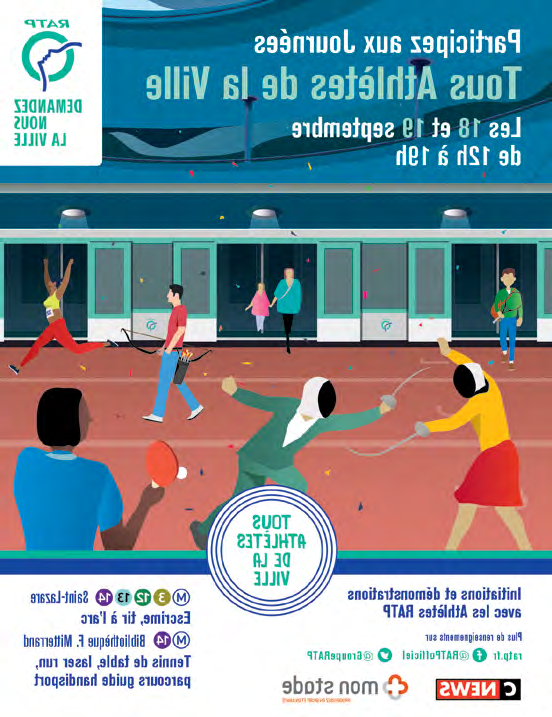 Participez aux Journées
Tous Athlètes de la Ville
Les 18 et 19 septembre
de 12h à 19h
RATP
DEMANDEZ
NOUS
LA VILLE
TOUS
ATHLÈTES
DE LA
VILLE
Initiations et démonstrations
avec les Athlètes RATP
Plus de renseignements sur
ratp.fr @RATPofficiel @GroupeRATP
C NEWS
mon stade
M 3 12 13 14 Saint-Lazare
Escrime, tir, tir à l'arc
M 14 Bibliothèque F. Mitterrand
Tennis de table, laser run,
parcours guide handisport